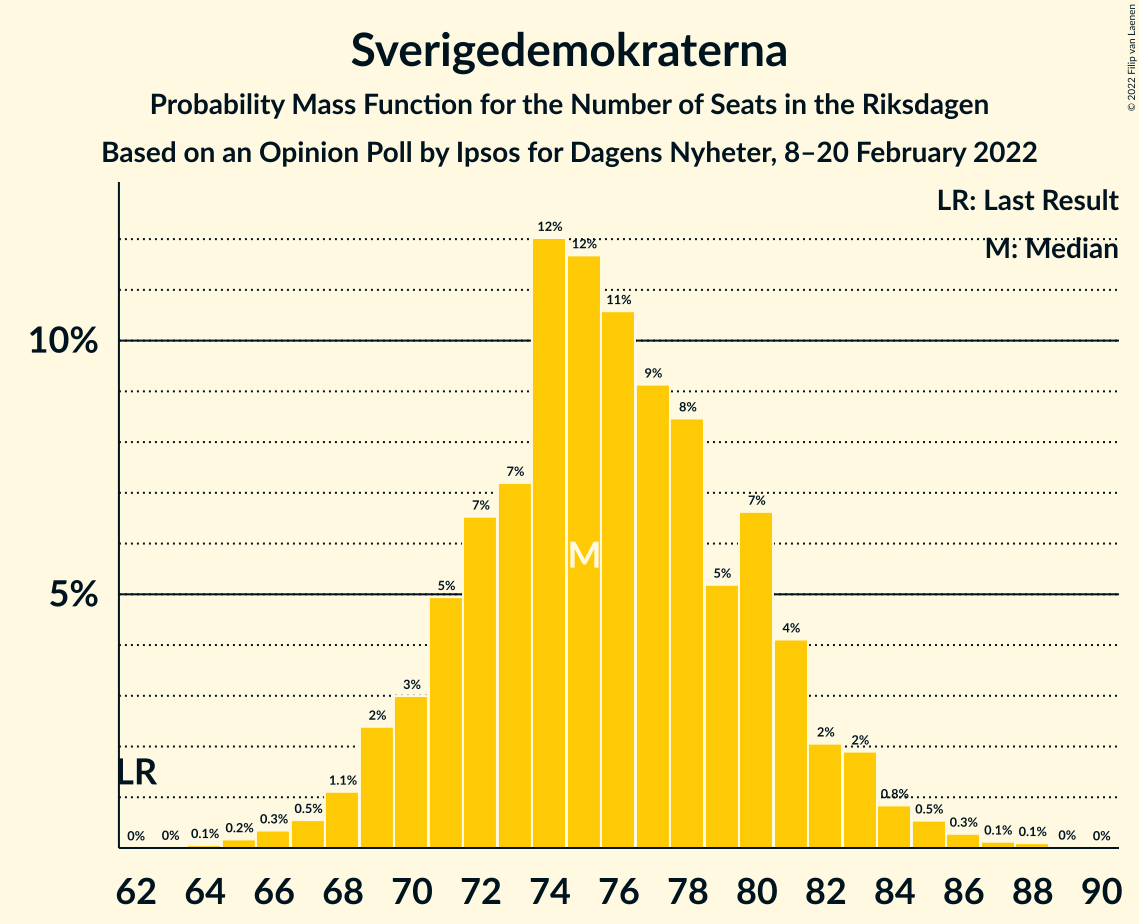 Sverigedemokraterna
Probability Mass Function for the Number of Seats in the Riksdagen
Based on an Opinion Poll by Ipsos for Dagens Nyheter, 8–20 February 2022
© 2022 Filip van Laenen
LR: Last Result
M: Median
10%
5%
LR
M
0% 0% 0.1% 0.2% 0.3% 0.5% 1.1% 2% 3% 5% 7% 7% 12% 12% 11% 9% 8% 5% 7% 4% 2% 2% 0.8% 0.5% 0.3% 0.1% 0.1% 0% 0%
62 64 66 68 70 72 74 76 78 80 82 84 86 88 90